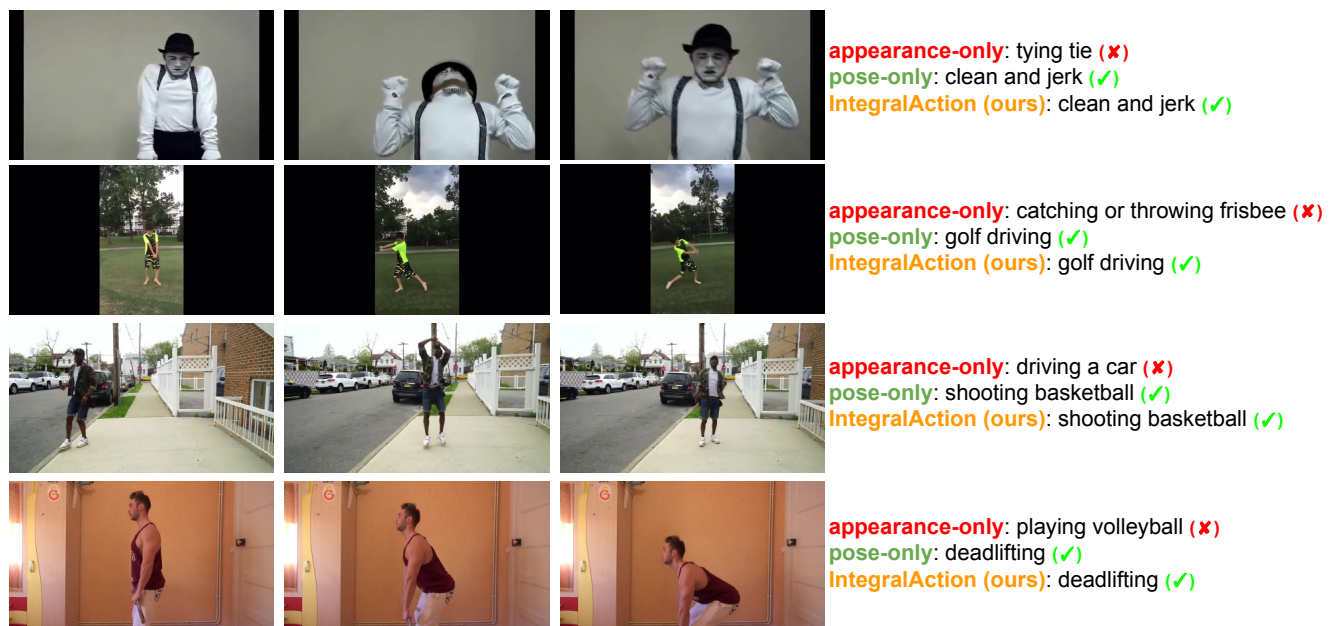 appearance-only: tying tie (✘)
pose-only: clean and jerk (✓)
IntegralAction (ours): clean and jerk (✓)
appearance-only: catching or throwing frisbee (✘)
pose-only: golf driving (✓)
IntegralAction (ours): golf driving (✓)
appearance-only: driving a car (✘)
pose-only: shooting basketball (✓)
IntegralAction (ours): shooting basketball (✓)
appearance-only: playing volleyball (✘)
pose-only: deadlifting (✓)
IntegralAction (ours): deadlifting (✓)